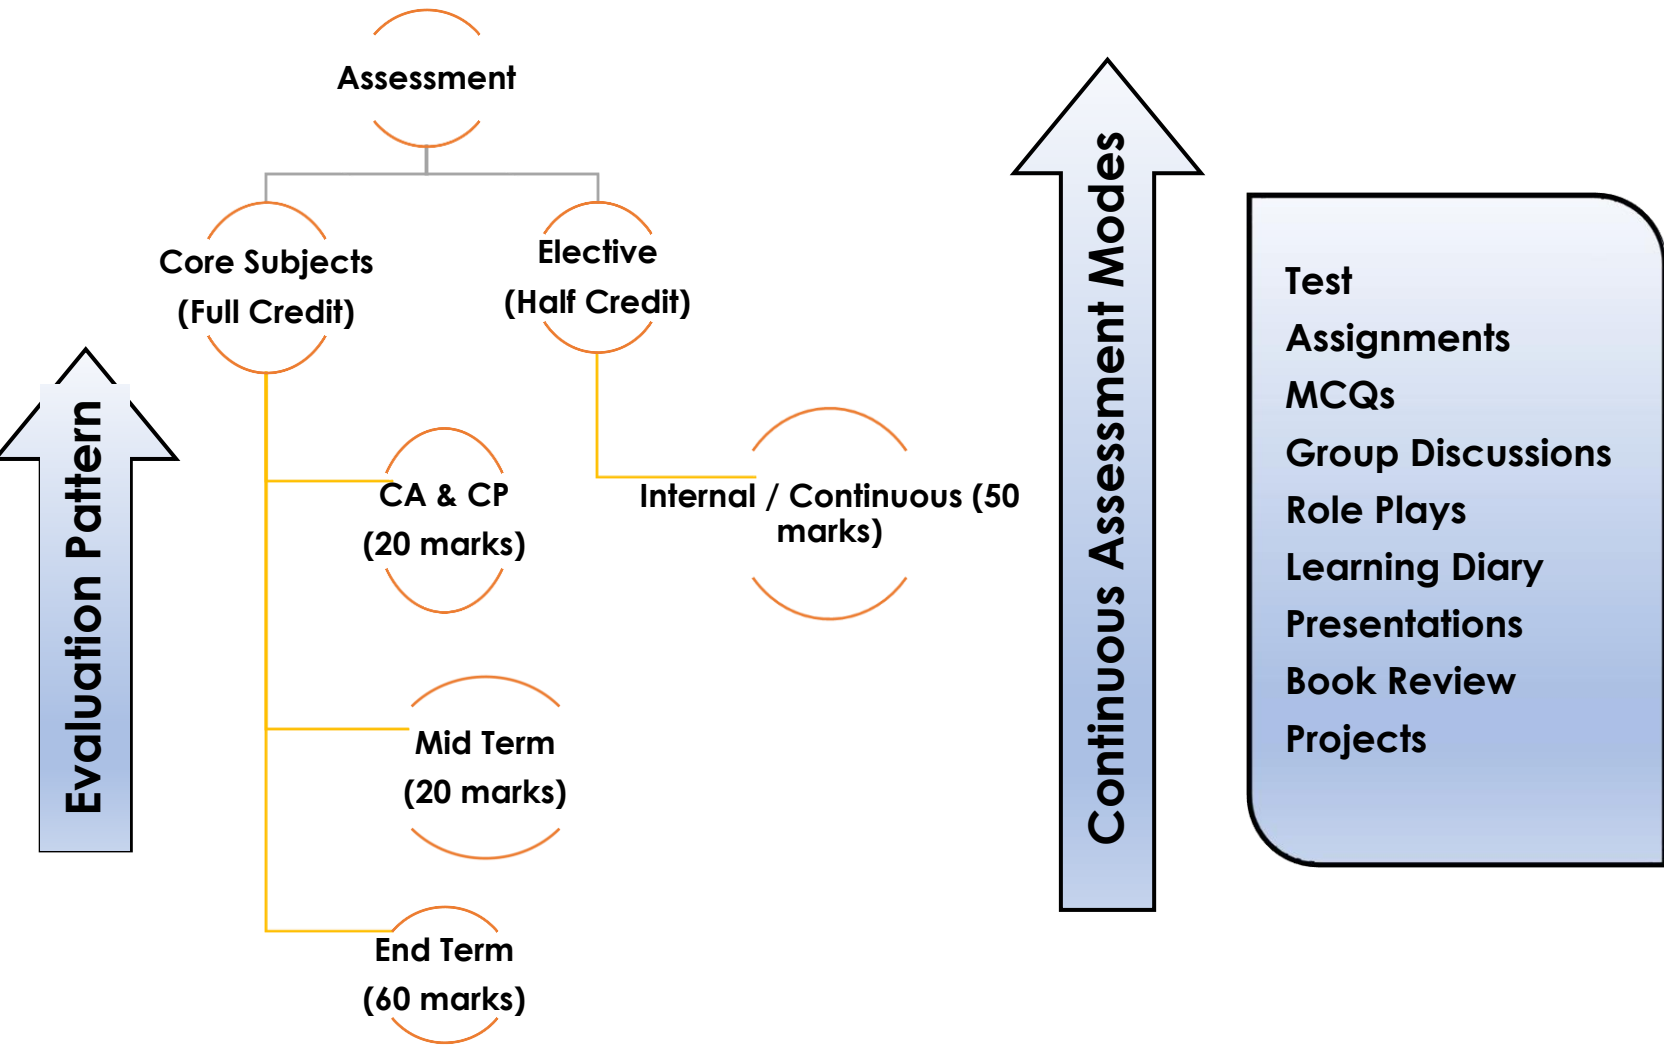 Assessment
Core Subjects
(Full Credit)
Elective
(Half Credit)
CA & CP
(20 marks)
Internal / Continuous (50
marks)
Mid Term
(20 marks)
End Term
(60 marks)
Evaluation Pattern
Continuous Assessment Modes
Test
Assignments
MCQs
Group Discussions
Role Plays
Learning Diary
Presentations
Book Review
Projects